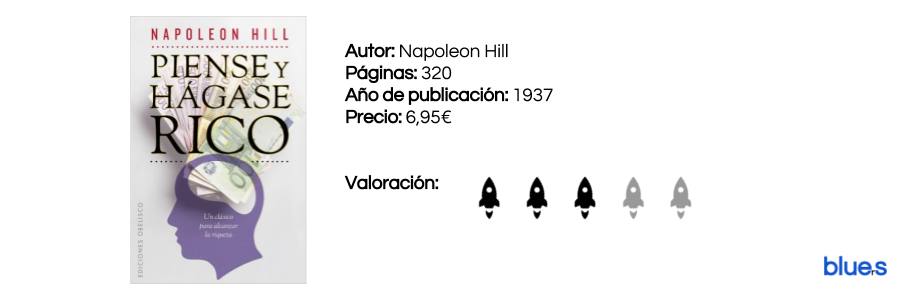 NAPOLEON HILL
PIENSE Y
HÁGASE
RICO
Un clásico
para alcanzar
la riqueza
EDICIONES OBELISCO
Autor: Napoleon Hill
Páginas: 320
Año de publicación: 1937
Precio: 6,95€
Valoración: